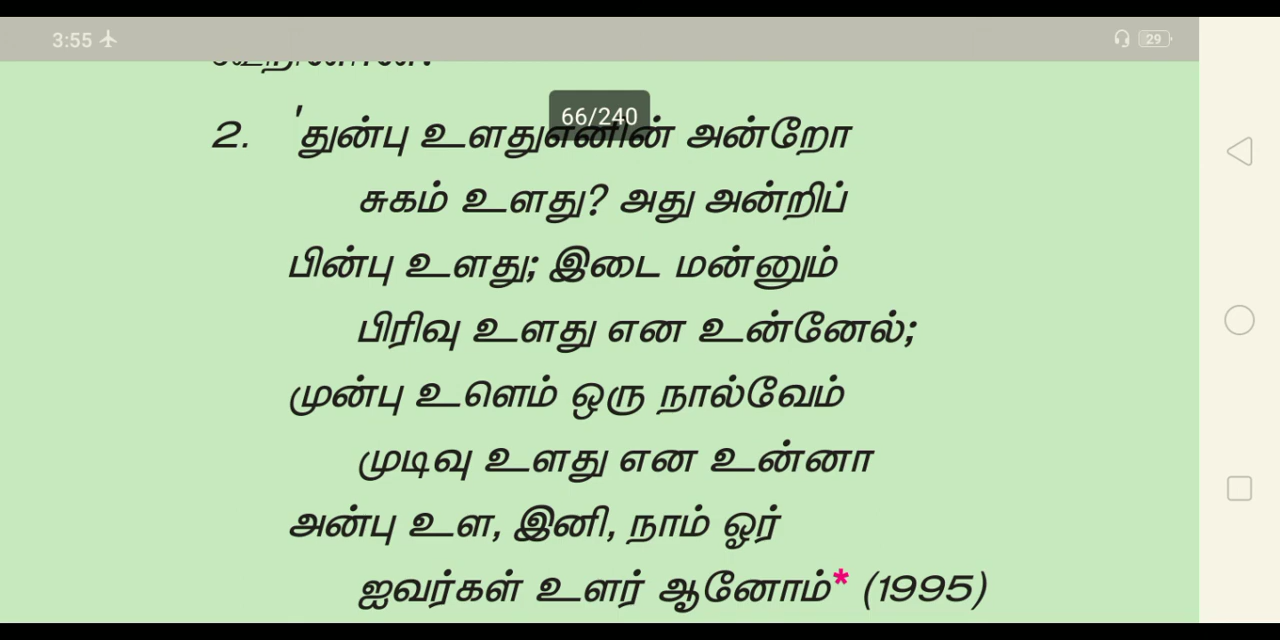 3:55
29
66/240
2. 'துன்பு உளதுஎனின் அன்றோ
சுகம் உளது? அது அன்றிப்
பின்பு உளது; இடை மன்னும்
பிரிவு உளது என உன்னேல்;
முன்பு உளெம் ஒரு நால்வேம்
முடிவு உளது என உன்னா
அன்பு உள, இனி, நாம் ஓர்
ஐவர்கள் உளர் ஆனோம்* (1995)